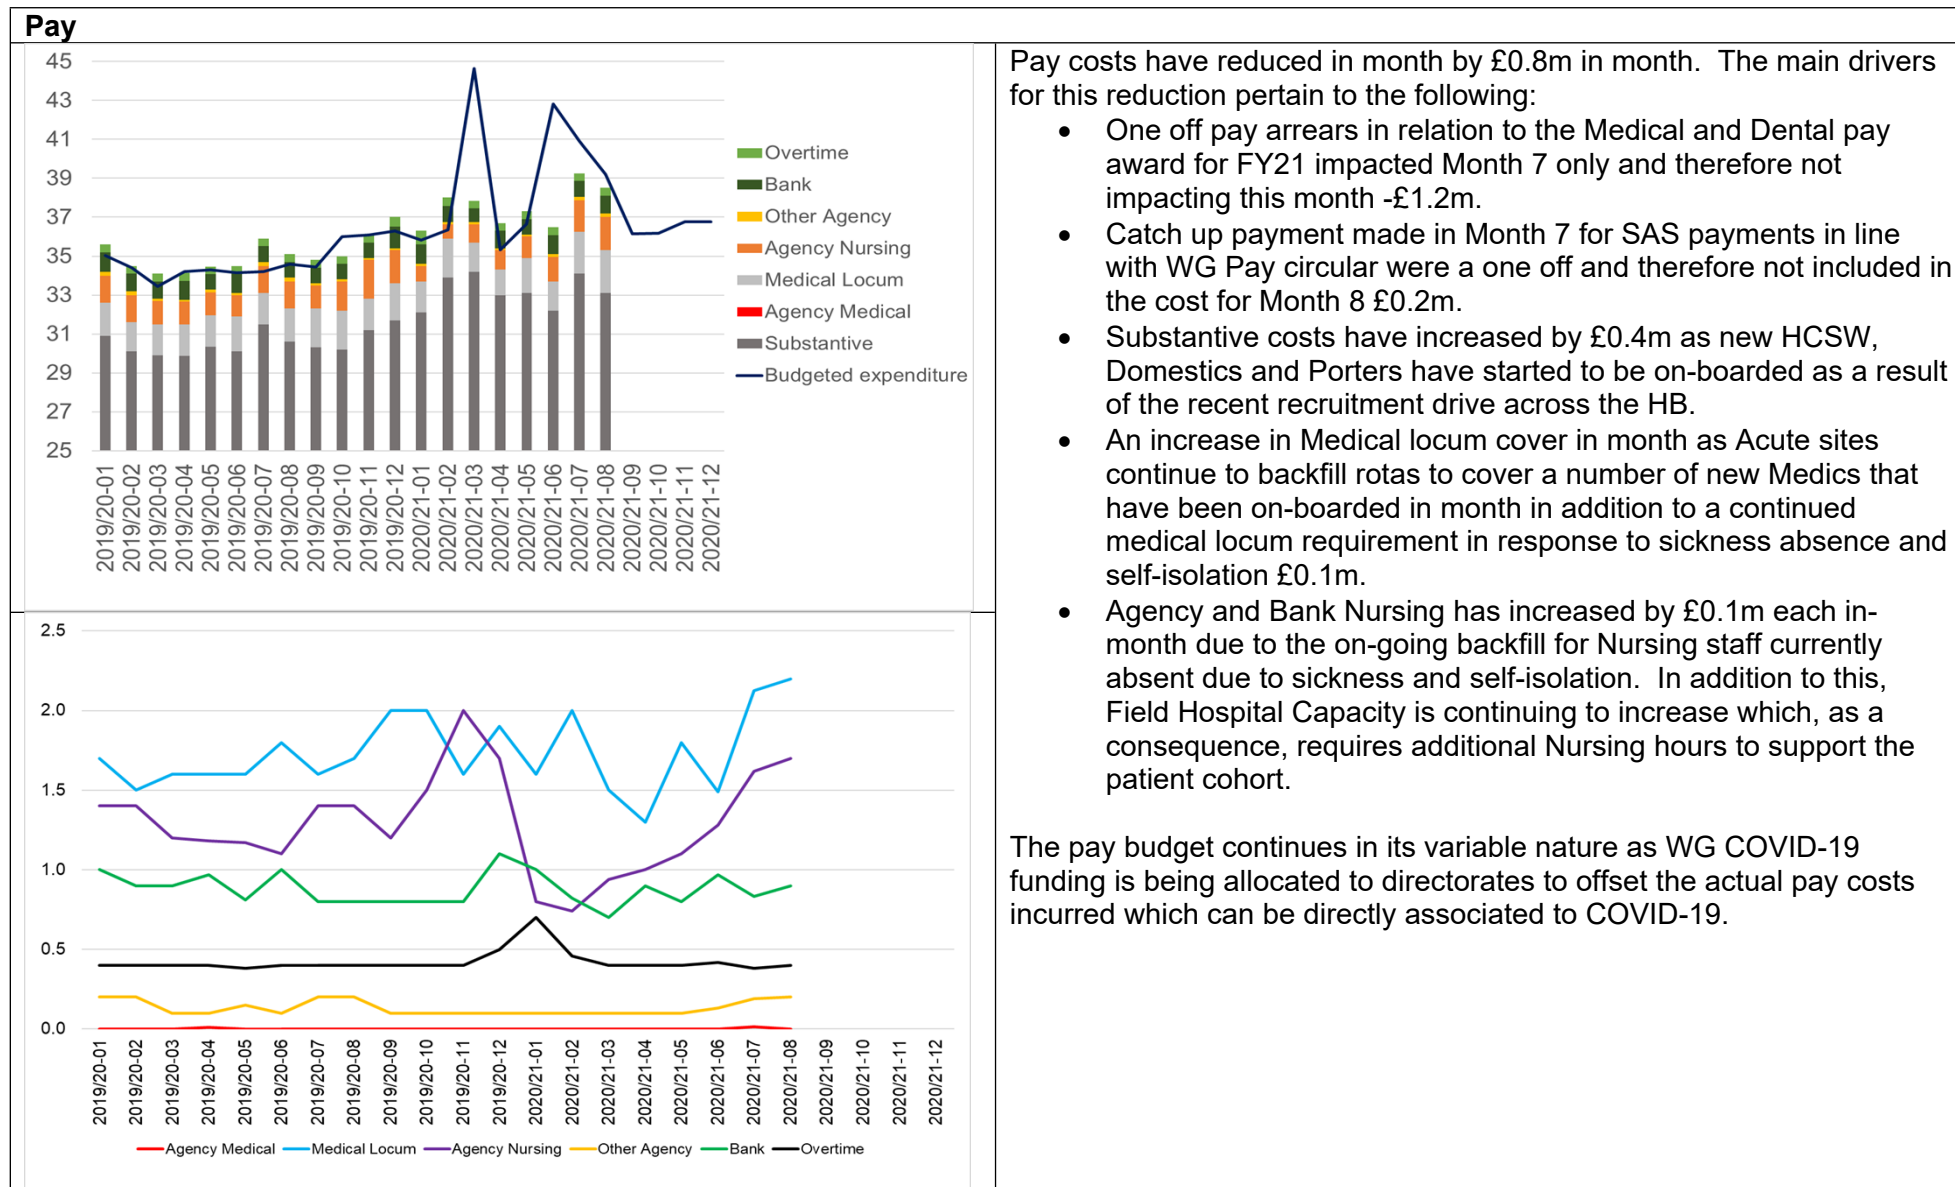 Pay
45
43
41
39
37
35
33
31
29
27
25
2019/20-01
2019/20-02
2019/20-03
2019/20-04
2019/20-05
2019/20-06
2019/20-07
2019/20-08
2019/20-09
2019/20-10
2019/20-11
2019/20-12
2020/21-01
2020/21-02
2020/21-03
2020/21-04
2020/21-05
2020/21-06
2020/21-07
2020/21-08
2020/21-09
2020/21-10
2020/21-11
2020/21-12
Overtime
Bank
Other Agency
Agency Nursing
Medical Locum
Agency Medical
Substantive
Budgeted expenditure
2.5
2.0
1.5
1.0
0.5
0.0
2019/20-01
2019/20-02
2019/20-03
2019/20-04
2019/20-05
2019/20-06
2019/20-07
2019/20-08
2019/20-09
2019/20-10
2019/20-11
2019/20-12
2020/21-01
2020/21-02
2020/21-03
2020/21-04
2020/21-05
2020/21-06
2020/21-07
2020/21-08
2020/21-09
2020/21-10
2020/21-11
2020/21-12
Agency Medical Medical Locum Agency Nursing Other Agency Bank Overtime
Pay costs have reduced in month by £0.8m in month. The main drivers
for this reduction pertain to the following:
• One off pay arrears in relation to the Medical and Dental pay
award for FY21 impacted Month 7 only and therefore not
impacting this month -£1.2m.
• Catch up payment made in Month 7 for SAS payments in line
with WG Pay circular were a one off and therefore not included in
the cost for Month 8 £0.2m.
• Substantive costs have increased by £0.4m as new HCSW,
Domestics and Porters have started to be on-boarded as a result
of the recent recruitment drive across the HB.
• An increase in Medical locum cover in month as Acute sites
continue to backfill rotas to cover a number of new Medics that
have been on-boarded in month in addition to a continued
medical locum requirement in response to sickness absence and
self-isolation £0.1m.
• Agency and Bank Nursing has increased by £0.1m each in-
month due to the on-going backfill for Nursing staff currently
absent due to sickness and self-isolation. In addition to this,
Field Hospital Capacity is continuing to increase which, as a
consequence, requires additional Nursing hours to support the
patient cohort.
The pay budget continues in its variable nature as WG COVID-19
funding is being allocated to directorates to offset the actual pay costs
incurred which can be directly associated to COVID-19.